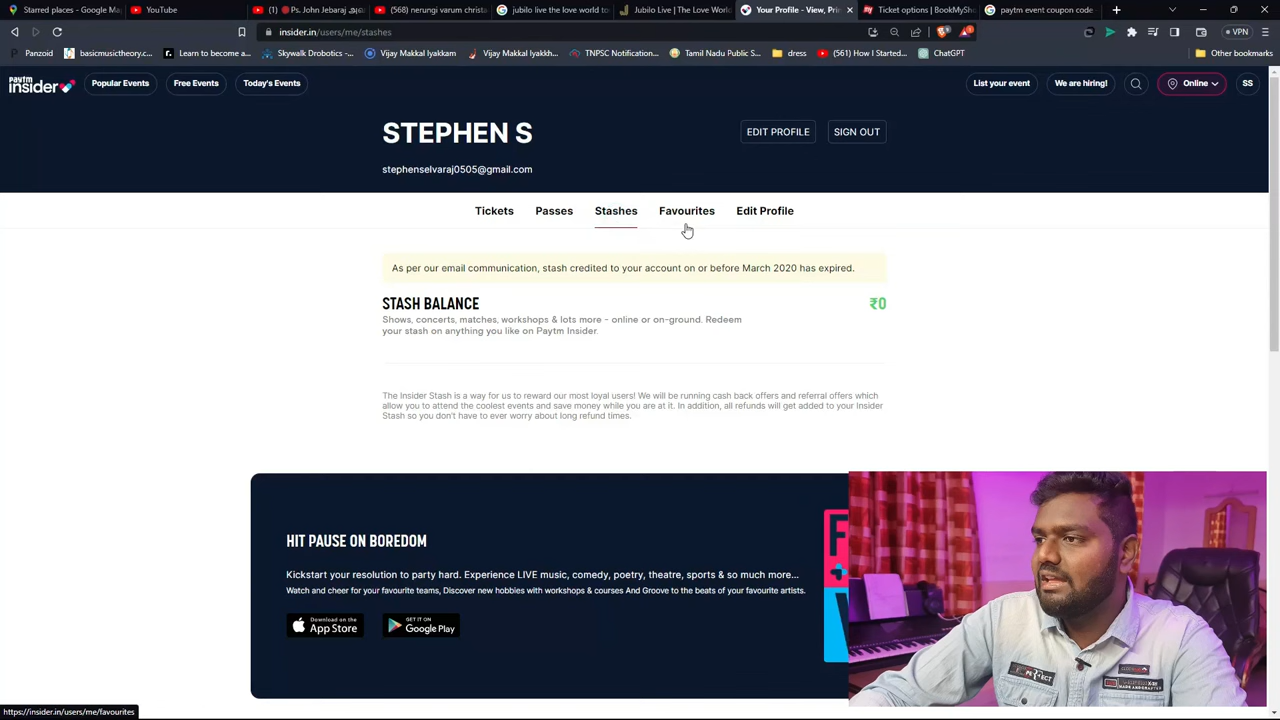 Starred places - Google Ma
YouTube
(568) nerungi varum christa
jubilo live the love world to
Jubilo Live | The Love Worl
Your Profile - View, Pri
Ticket options | BookMySho
paytm event coupon code
insider.in/users/me/stashes
VPN
Panzoid
basicmusictheory.c...
Learn to become a...
Skywalk Drobotics -...
Vijay Makkal Iyakkam
Vijay Makkal Iyakkh...
TNPSC Notification...
Tamil Nadu Public S...
dress
(561) How I Started...
ChatGPT
Other bookmarks
paytm
insider
Popular Events
Free Events
Today's Events
List your event
We are hiring!
Online
SS
STEPHEN S
EDIT PROFILE
SIGN OUT
stephenselvaraj0505@gmail.com
Tickets
Passes
Stashes
Favourites
Edit Profile
As per our email communication, stash credited to your account on or before March 2020 has expired.
STASH BALANCE
₹0
Shows, concerts, matches, workshops & lots more - online or on-ground. Redeem
your stash on anything you like on Paytm Insider.
The Insider Stash is a way for us to reward our most loyal users! We will be running cash back offers and referral offers which
allow you to attend the coolest events and save money while you are at it. In addition, all refunds will get added to your Insider
Stash so you don't have to ever worry about long refund times.
HIT PAUSE ON BOREDOM
Kickstart your resolution to party hard. Experience LIVE music, comedy, poetry, theatre, sports & so much more...
Watch and cheer for your favourite teams, Discover new hobbies with workshops & courses And Groove to the beats of your favourite artists.
Download on the
App Store
GET IT ON
Google Play
https://insider.in/users/me/favourites